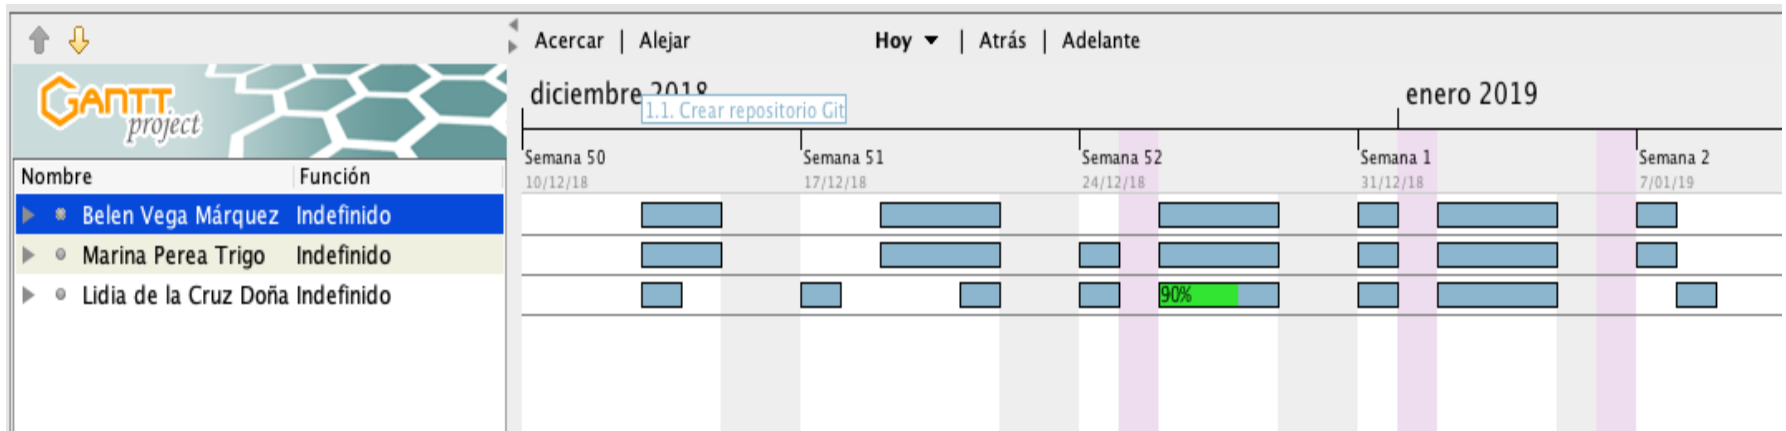 Acercar | Alejar Hoy | Atrás | Adelante
GANTT
project
diciembre 2018 enero 2019
1.1. Crear repositorio Git
Semana 50 Semana 51 Semana 52 Semana 1 Semana 2
10/12/18 17/12/18 24/12/18 31/12/18 7/01/19
Nombre Función
Belen Vega Márquez Indefinido
Marina Perea Trigo Indefinido
Lidia de la Cruz Doña Indefinido 90%